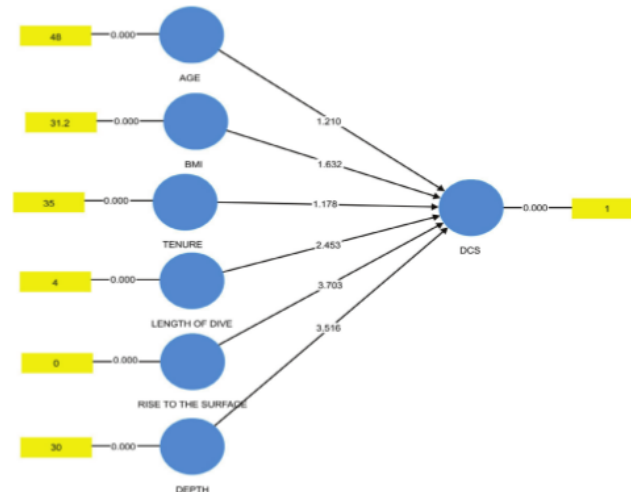 48
0.000
AGE
1.210
31.2
0.000
BMI
1.632
35
0.000
TENURE
1.178
4
0.000
LENGTH OF DIVE
2.453
0
0.000
RISE TO THE SURFACE
3.703
30
0.000
DEPTH
3.516
DCS
0.000
1